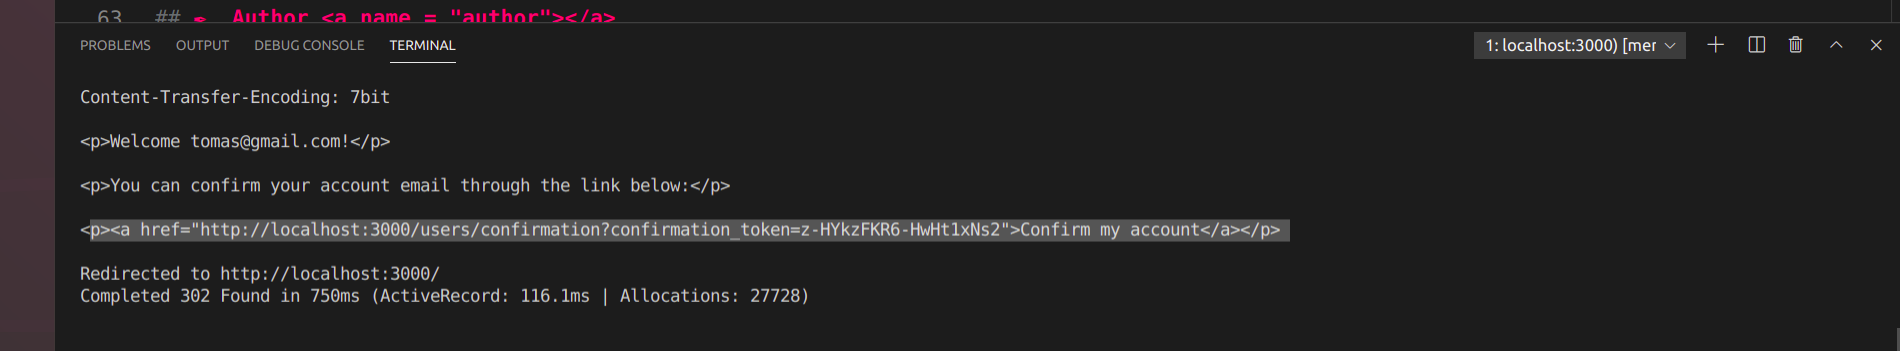 63 ## ✒ Author <a name = "author"></a>
PROBLEMS OUTPUT DEBUG CONSOLE TERMINAL 1: localhost:3000) [mer
Content-Transfer-Encoding: 7bit
<p>Welcome tomas@gmail.com!</p>
<p>You can confirm your account email through the link below:</p>
<p><a href="http://localhost:3000/users/confirmation?confirmation_token=z-HYkzFKR6-HwHt1xNs2">Confirm my account</a></p>
Redirected to http://localhost:3000/
Completed 302 Found in 750ms (ActiveRecord: 116.1ms | Allocations: 27728)